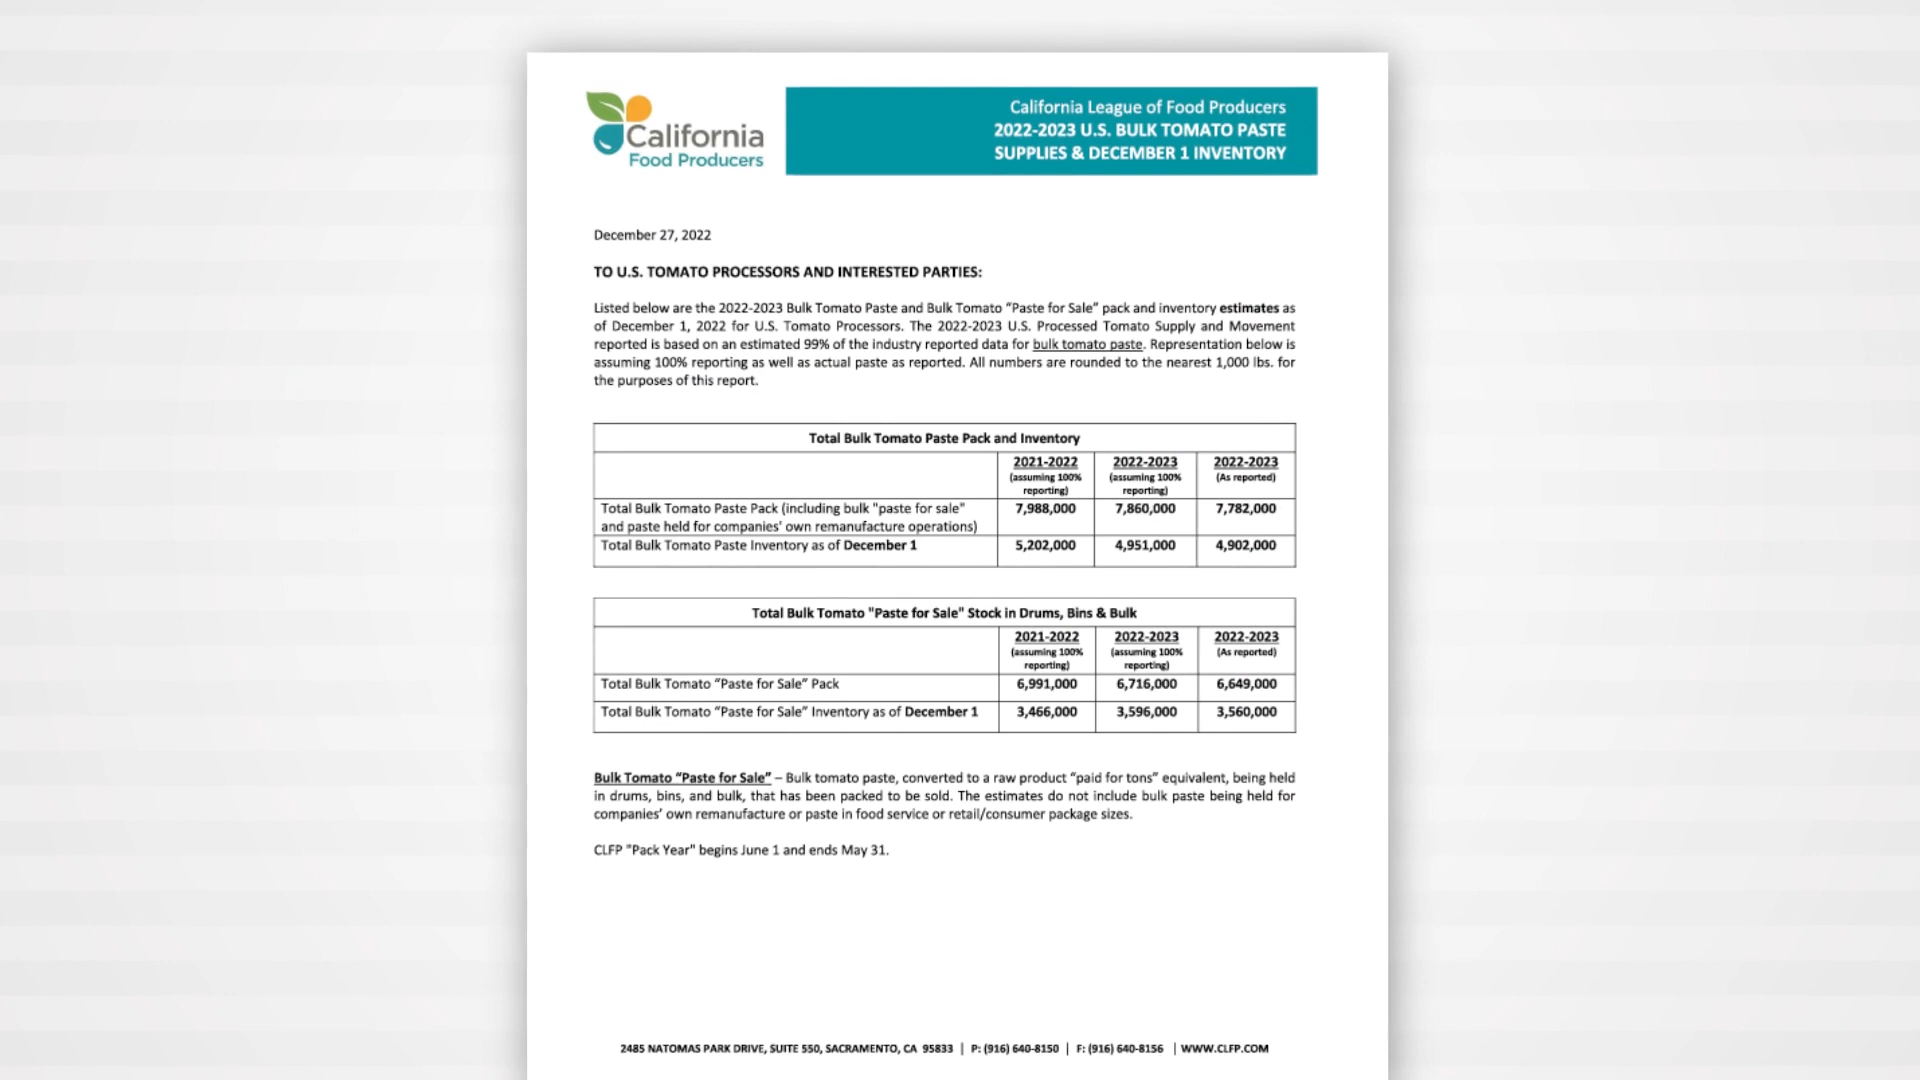 California
Food Producers
California League of Food Producers
2022-2023 U.S. BULK TOMATO PASTE
SUPPLIES & DECEMBER 1 INVENTORY
December 27, 2022
TO U.S. TOMATO PROCESSORS AND INTERESTED PARTIES:
Listed below are the 2022-2023 Bulk Tomato Paste and Bulk Tomato “Paste for Sale” pack and inventory estimates as
of December 1, 2022 for U.S. Tomato Processors. The 2022-2023 U.S. Processed Tomato Supply and Movement
reported is based on an estimated 99% of the industry reported data for bulk tomato paste. Representation below is
assuming 100% reporting as well as actual paste as reported. All numbers are rounded to the nearest 1,000 lbs. for
the purposes of this report.
Total Bulk Tomato Paste Pack and Inventory
2021-2022 2022-2023 2022-2023
(assuming 100% (assuming 100% (As reported)
reporting) reporting)
Total Bulk Tomato Paste Pack (including bulk "paste for sale" 7,988,000 7,860,000 7,782,000
and paste held for companies' own remanufacture operations)
Total Bulk Tomato Paste Inventory as of December 1 5,202,000 4,951,000 4,902,000
Total Bulk Tomato "Paste for Sale" Stock in Drums, Bins & Bulk
2021-2022 2022-2023 2022-2023
(assuming 100% (assuming 100% (As reported)
reporting) reporting)
Total Bulk Tomato “Paste for Sale” Pack 6,991,000 6,716,000 6,649,000
Total Bulk Tomato “Paste for Sale” Inventory as of December 1 3,466,000 3,596,000 3,560,000
Bulk Tomato “Paste for Sale” – Bulk tomato paste, converted to a raw product “paid for tons” equivalent, being held
in drums, bins, and bulk, that has been packed to be sold. The estimates do not include bulk paste being held for
companies’ own remanufacture or paste in food service or retail/consumer package sizes.
CLFP "Pack Year" begins June 1 and ends May 31.
2485 NATOMAS PARK DRIVE, SUITE 550, SACRAMENTO, CA 95833 | P: (916) 640-8150 | F: (916) 640-8156 | WWW.CLFP.COM